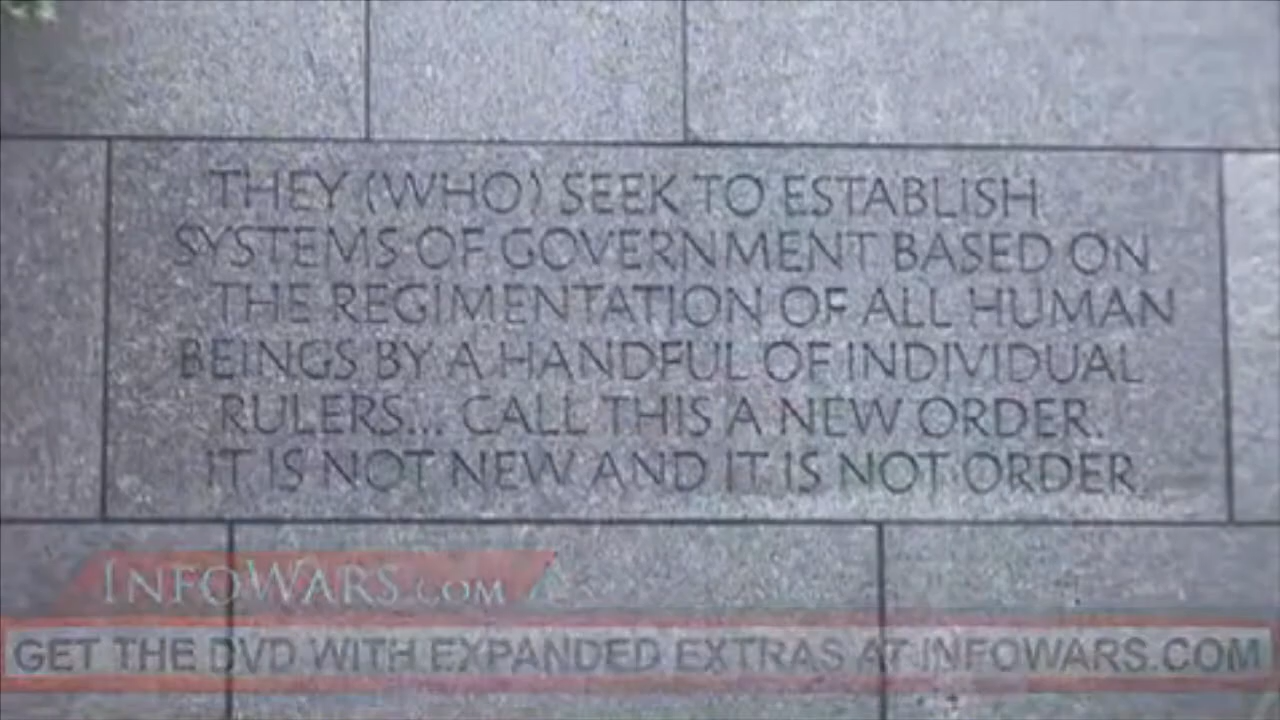 THEY (WHO) SEEK TO ESTABLISH
SYSTEMS OF GOVERNMENT BASED ON
THE REGIMENTATION OF ALL HUMAN
BEINGS BY A HANDFUL OF INDIVIDUAL
RULERS... CALL THIS A NEW ORDER.
IT IS NOT NEW AND IT IS NOT ORDER.
INFOWARS.COM
GET THE DVD WITH EXPANDED EXTRAS AT INFOWARS.COM